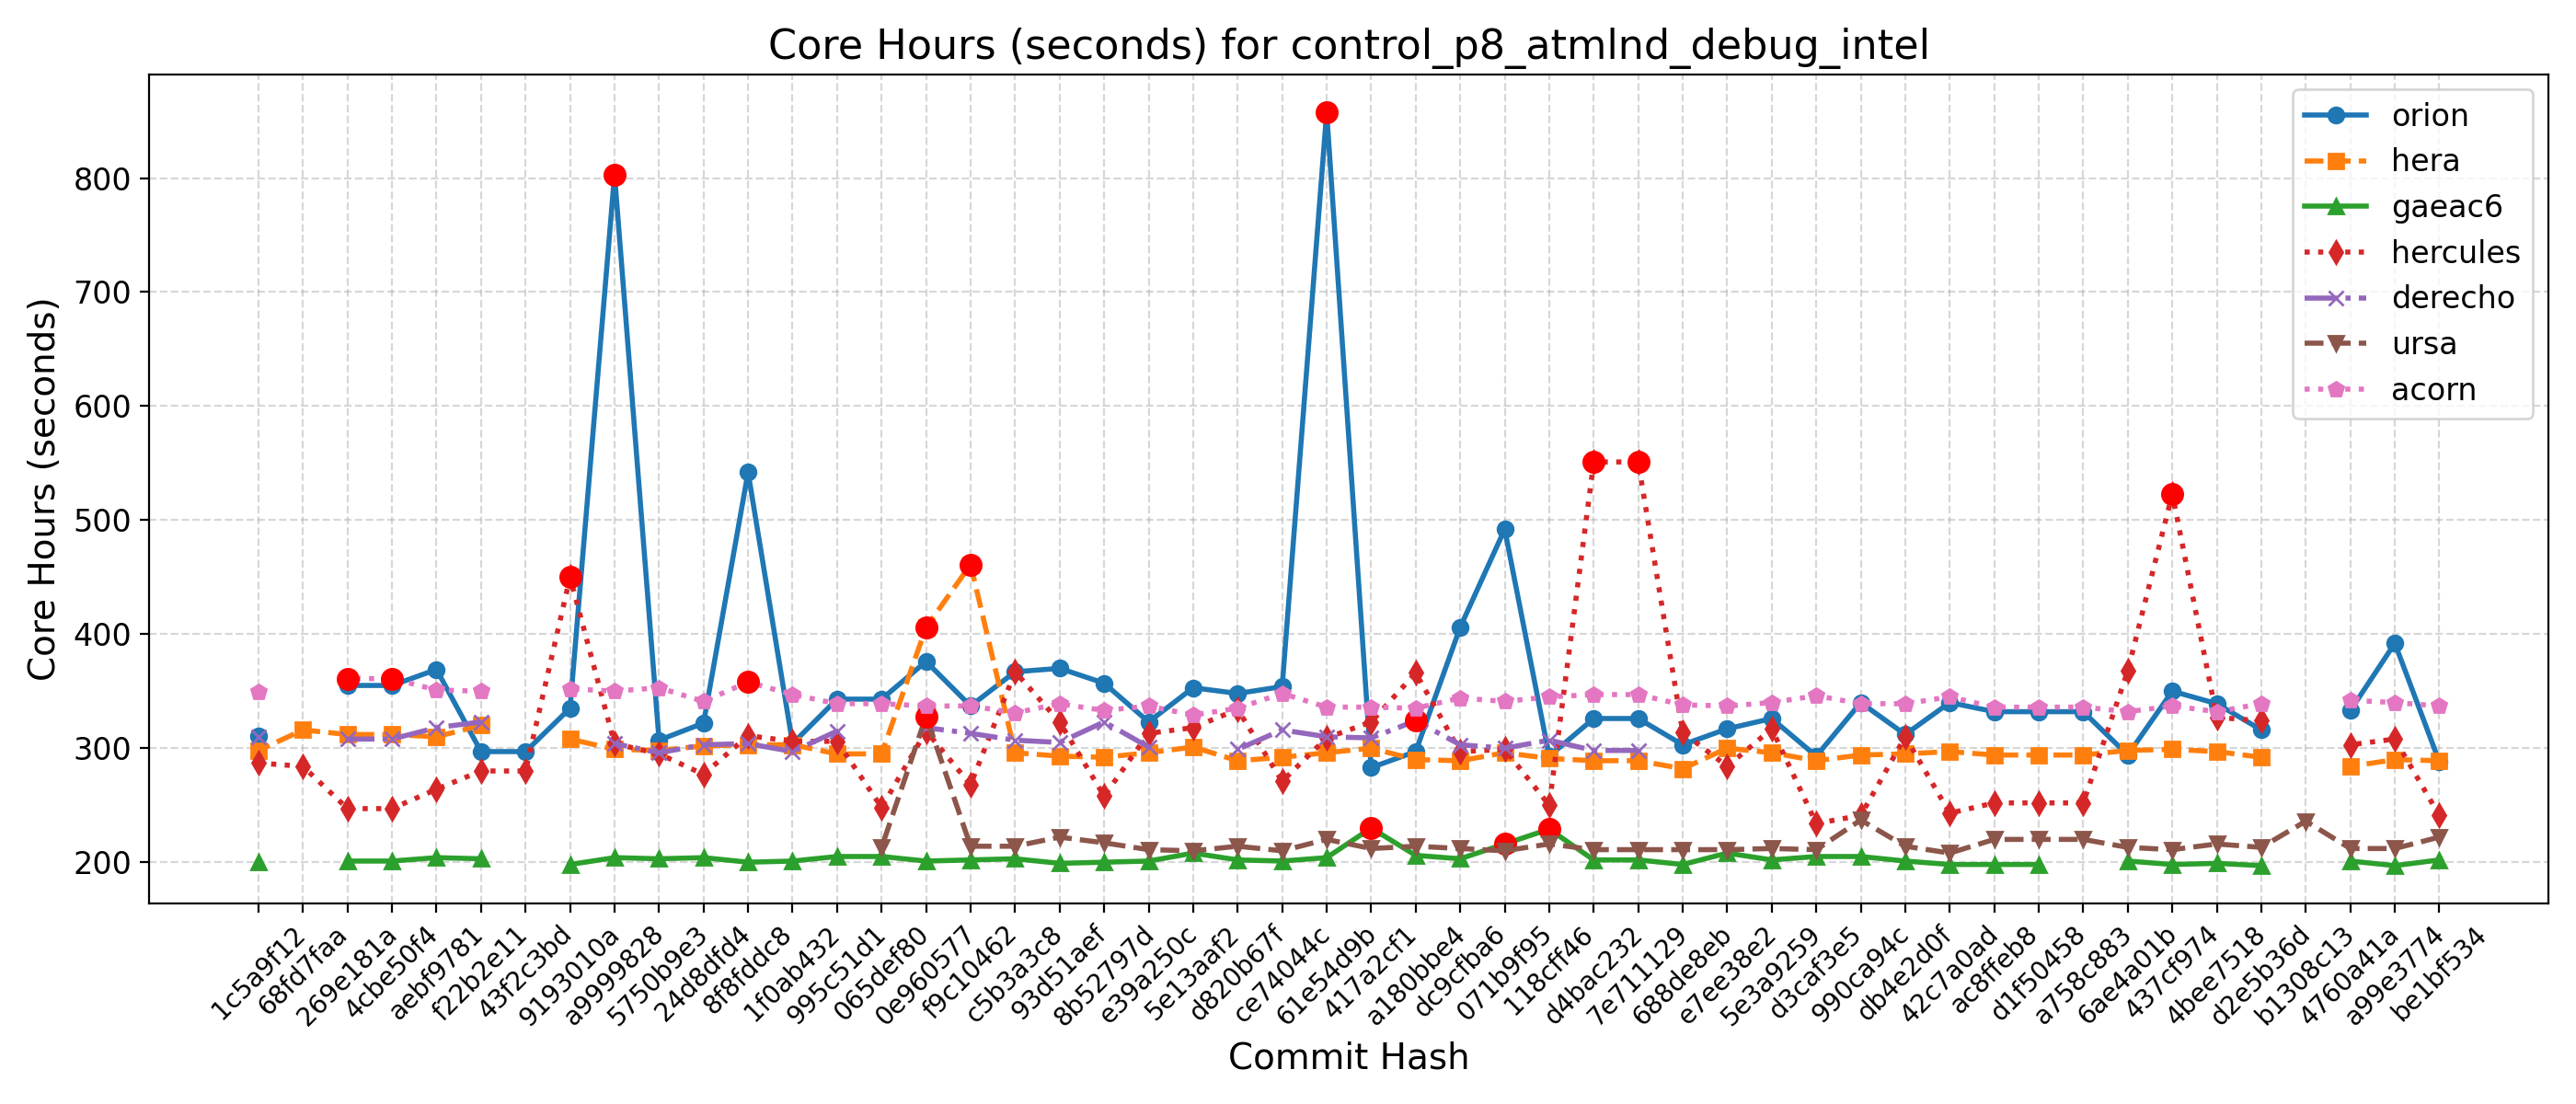 Core Hours (seconds) for control_p8_atmlnd_debug_intel
Core Hours (seconds)
800
700
600
500
400
300
200
orion
hera
gaeac6
hercules
derecho
ursa
acorn
1c5a9f12
68fd7faa
269e181a
4cbe50f4
aebf9781
f22b2e11
43f2c3bd
9193010a
a9999828
5750b9e3
24d8dfd4
8f8fddc8
1f0ab432
995c51d1
065def80
0e960577
f9c10462
c5b3a3c8
93d51aef
8b52797d
e39a250c
5e13aaf2
d820b67f
ce74044c
61e54d9b
417a2cf1
a180bbe4
dc9cfba6
071b9f95
118cff46
d4bac232
7e711129
688de8eb
e7ee38e2
5e3a9259
d3caf3e5
990ca94c
db4e2d0f
42c7a0ad
ac8ffeb8
d1f50458
a758c883
6ae4a01b
437cf974
4bee7518
d2e5b36d
b1308c13
4760a41a
a99e3774
be1bf534
Commit Hash